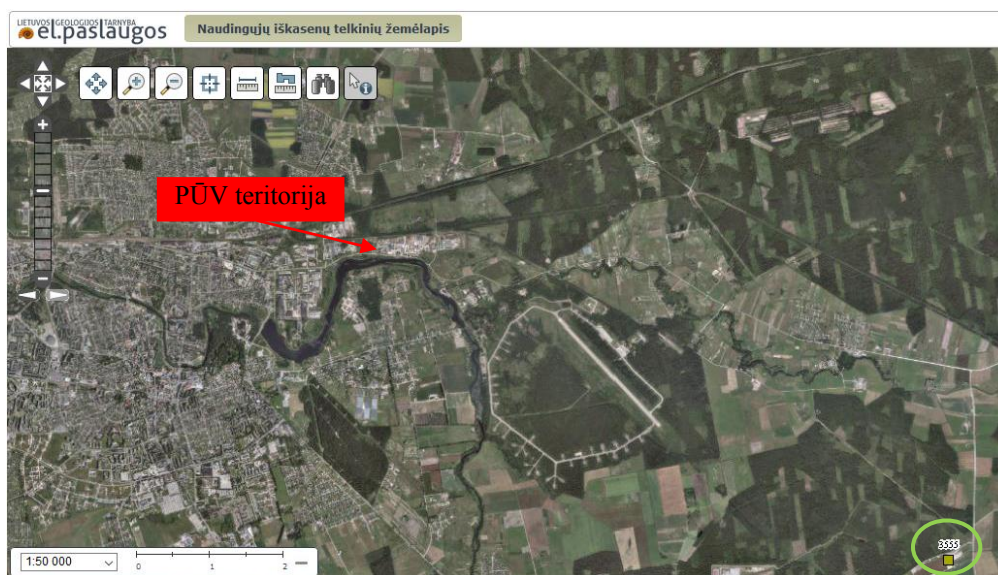 LIETUVOS GEOLOGIJOS TARNYBA
el.paslaugos
Naudingųjų iškasenų telkinių žemėlapis
PŪV teritorija
3555
1:50 000
0 1 2